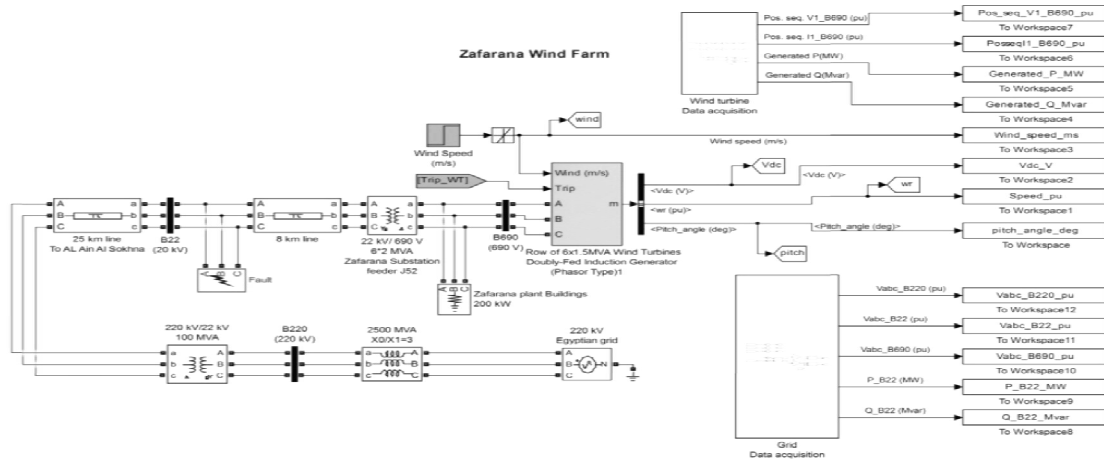 Zafarana Wind Farm
Pos. seq. V1_B690 (pu)
Pos. seq. I1_B690 (pu)
Generated P(MW)
Generated Q(Mvar)
Wind turbine
Data acquisition
Pos_seq_V1_B690_pu
To Workspace7
PosseqI1_B690_pu
To Workspace6
Generated_P_MW
To Workspace5
Generated_Q_Mvar
To Workspace4
Wind_speed_ms
To Workspace3
Vdc_V
To Workspace2
Speed_pu
To Workspace1
pitch_angle_deg
To Workspace
wind
Wind speed (m/s)
Wind Speed
(m/s)
[Trip_WT]
Wind (m/s)
Trip
A
B
C
m
Vdc
<Vdc (V)>
<Vdc (V)>
wr
<wr (pu)>
<Pitch_angle (deg)>
<Pitch_angle (deg)>
pitch
Row of 6x1.5MVA Wind Turbines
Doubly-Fed Induction Generator
(Phasor Type)1
A a
B b
C c
25 km line
To AL Ain Al Sokhna
B22
(20 kV)
A a
B b
C c
8 km line
A a
B b
C c
22 kV/ 690 V
6*2 MVA
Zafarana Substation
feeder J52
B690
(690 V)
A B C
Fault
A B C
Zafarana plant Buildings
200 kW
220 kV/22 kV
100 MVA
a A
b B
c C
B220
(220 kV)
2500 MVA
X0/X1=3
a A
b B
c C
220 kV
Egyptian grid
A
B N
C
Vabc_B220 (pu)
Vabc_B22 (pu)
Vabc_B690 (pu)
P_B22 (MW)
Q_B22 (Mvar)
Grid
Data acquisition
Vabc_B220_pu
To Workspace12
Vabc_B22_pu
To Workspace11
Vabc_B690_pu
To Workspace10
P_B22_MW
To Workspace9
Q_B22_Mvar
To Workspace8